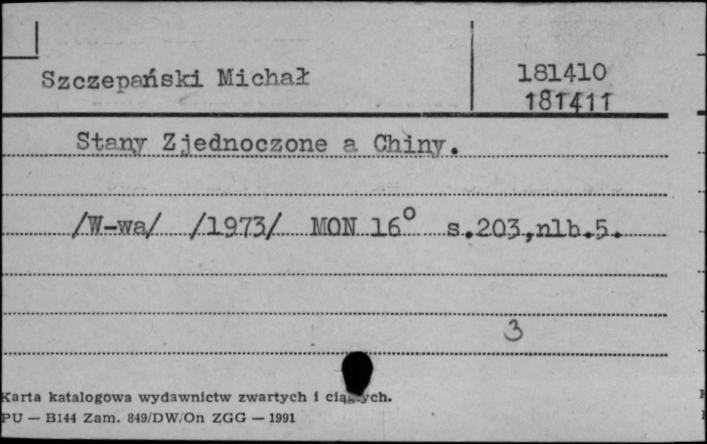 Szczepański Michał 181410
181411
Stany Zjednoczone a Chiny.
/W-wa/ /1973/ MON 16° s.203,nlb.5.
3
Karta katalogowa wydawnictw zwartych i ciągłych.
PU — B144 Zam. 849/DW/On ZGG — 1991